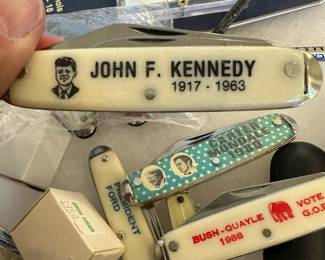 JOHN F. KENNEDY
1917 - 1963
CARTER
MONDALE
1980
PRESIDENT
FORD
BUSH-QUAYLE
1988
VOTE
G.O.P.